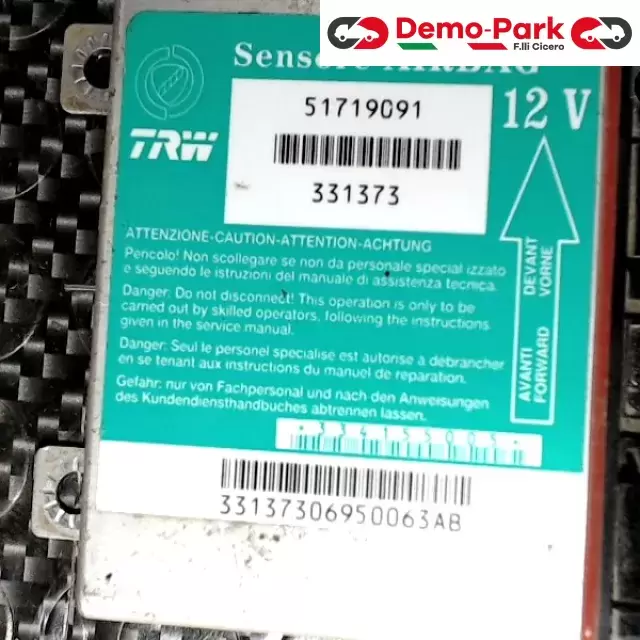 Demo-Park
F.lli Cicero
Sensore AIRBAG
51719091
12 V
TRW
331373
ATTENZIONE-CAUTION-ATTENTION-ACHTUNG
Pericolo! Non scollegare se non da personale specializzato
e seguendo le istruzioni del manuale di assistenza tecnica.
Danger: Do not disconnect! This operation is only to be
carried out by skilled operators, following the instructions
given in the service manual.
Danger: Seul le personel specialise est autorise à debrancher
en se tenant aux instructions du manuel de reparation.
Gefahr: nur von Fachpersonal und nach den Anweisungen
des Kundendiensthandbuches abtrennen lassen.
AVANTI DEVANT
FORWARD VORNE
33137306950063AB